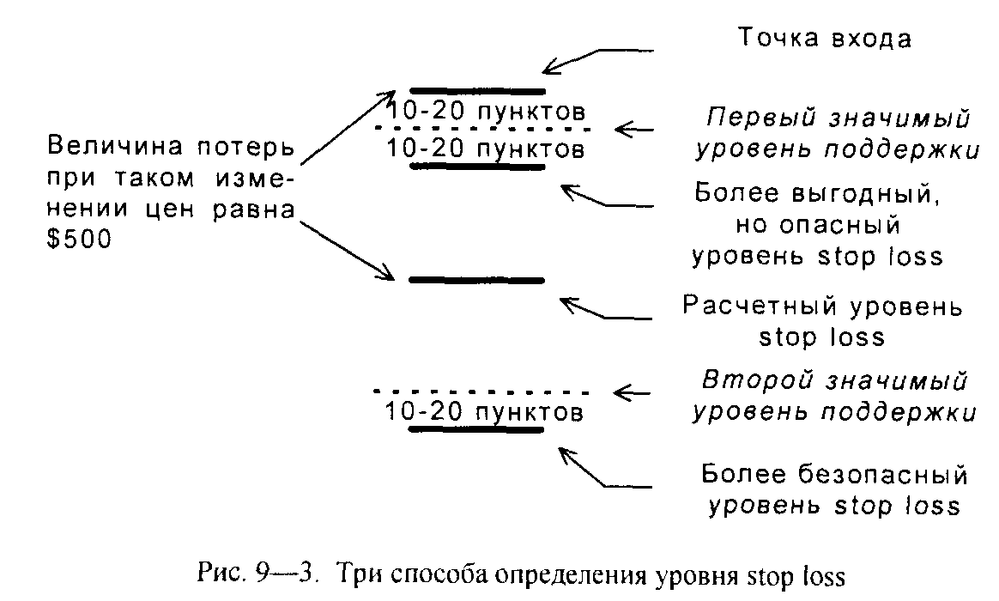 Точка входа
10-20 пунктов
10-20 пунктов
Первый значимый
уровень поддержки
Величина потерь
при таком изме-
нении цен равна
$500
Более выгодный,
но опасный
уровень stop loss
Расчетный уровень
stop loss
Второй значимый
уровень поддержки
10-20 пунктов
Более безопасный
уровень stop loss
Рис. 9—3. Три способа определения уровня stop loss